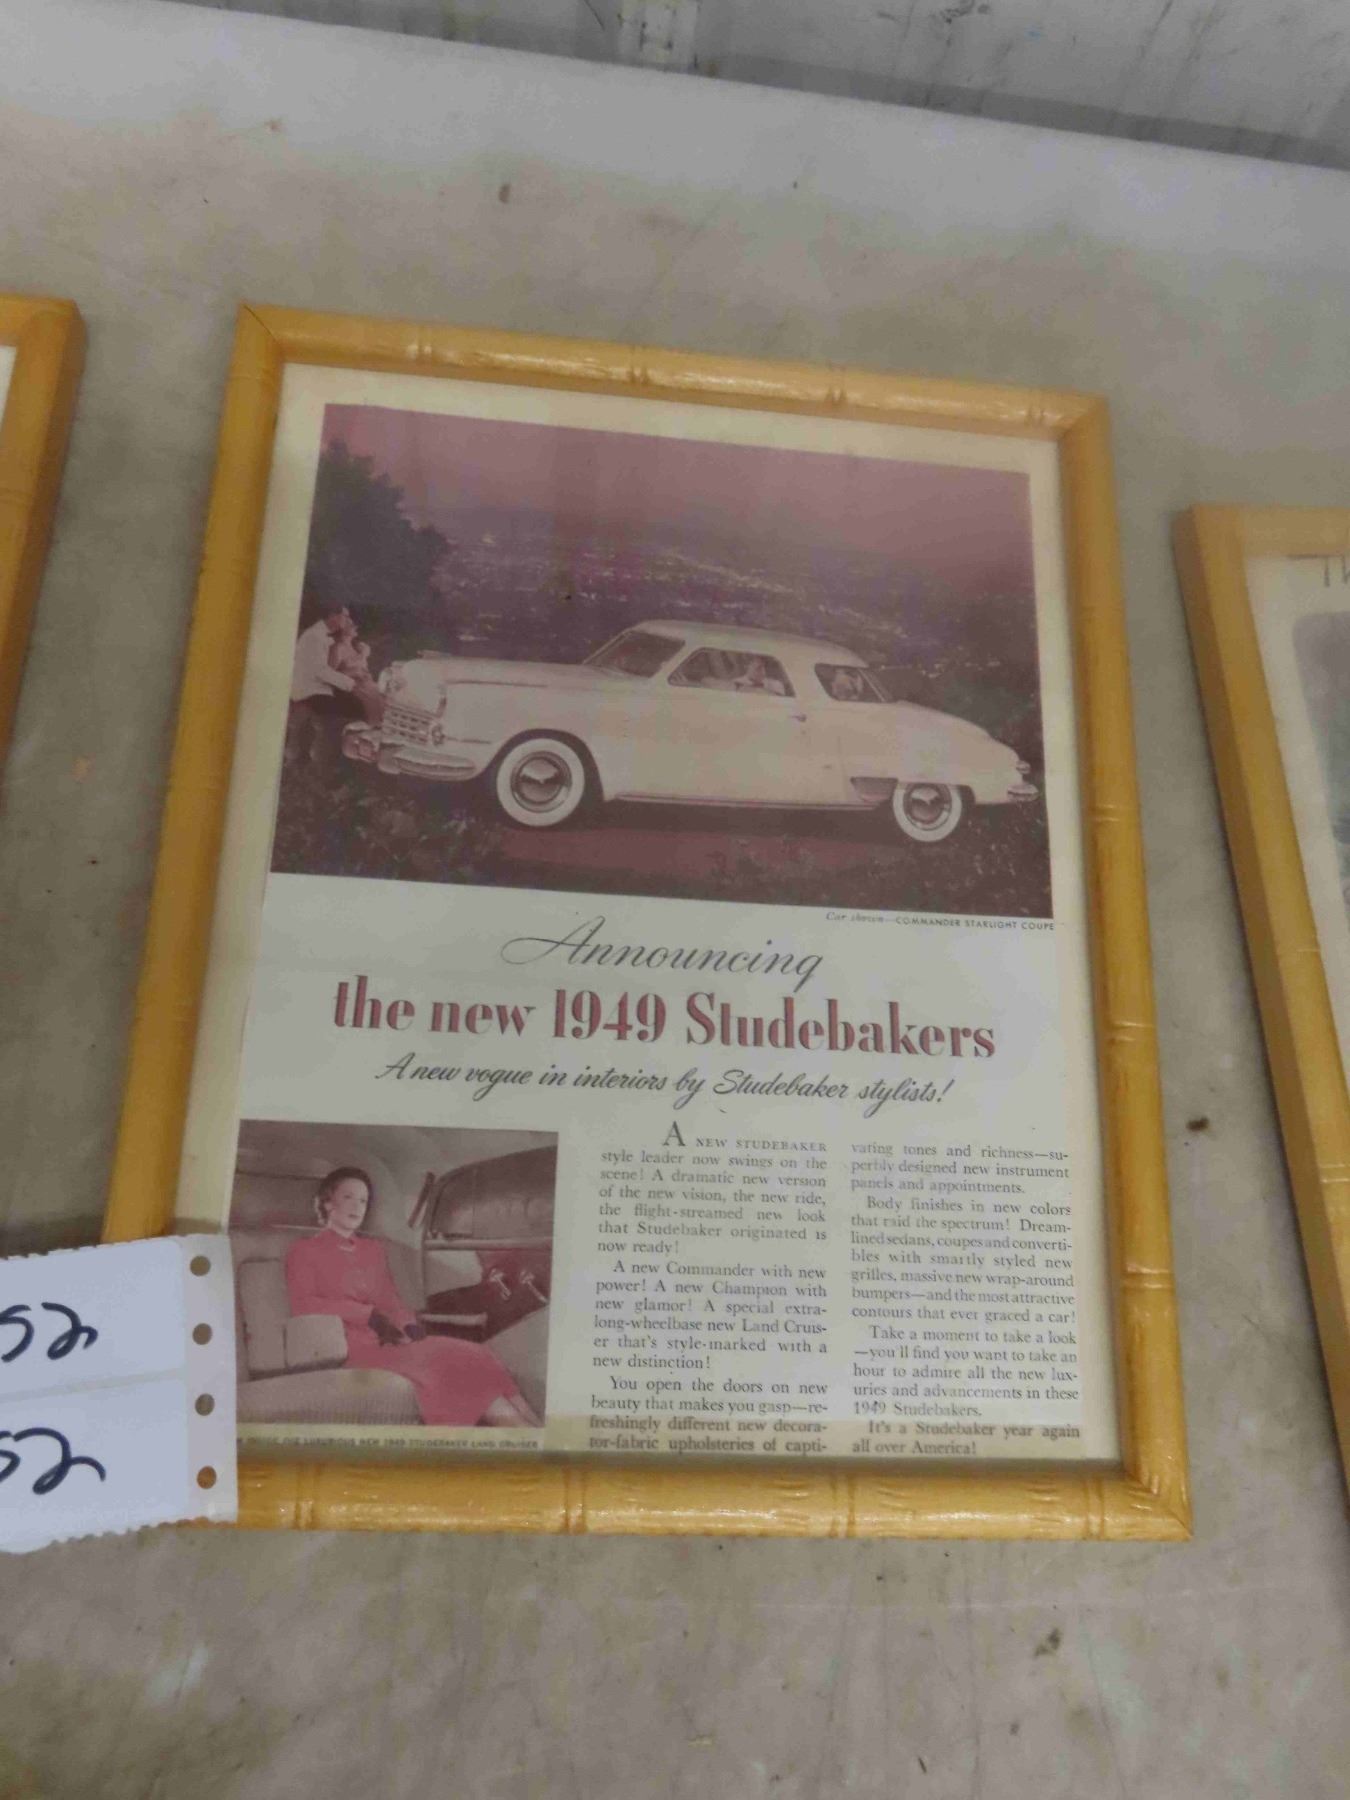 Car shown—COMMANDER STARLIGHT COUPE
Announcing
the new 1949 Studebakers
A new vogue in interiors by Studebaker stylists!
A NEW STUDEBAKER
style leader now swings on the
scene! A dramatic new version
of the new vision, the new ride,
the flight-streamed new look
that Studebaker originated is
now ready!
A new Commander with new
power! A new Champion with
new glamor! A special extra-
long-wheelbase new Land Cruis-
er that's style-marked with a
new distinction!
You open the doors on new
beauty that makes you gasp—re-
freshingly different new decora-
tor-fabric upholsteries of capti-
vating tones and richness—su-
perbly designed new instrument
panels and appointments.
Body finishes in new colors
that raid the spectrum! Dream-
lined sedans, coupes and converti-
bles with smartly styled new
grilles, massive new wrap-around
bumpers—and the most attractive
contours that ever graced a car!
Take a moment to take a look
—you'll find you want to take an
hour to admire all the new lux-
uries and advancements in these
1949 Studebakers.
It's a Studebaker year again
all over America!
LUXURIOUS NEW 1949 STUDEBAKER LAND CRUISER
52
52